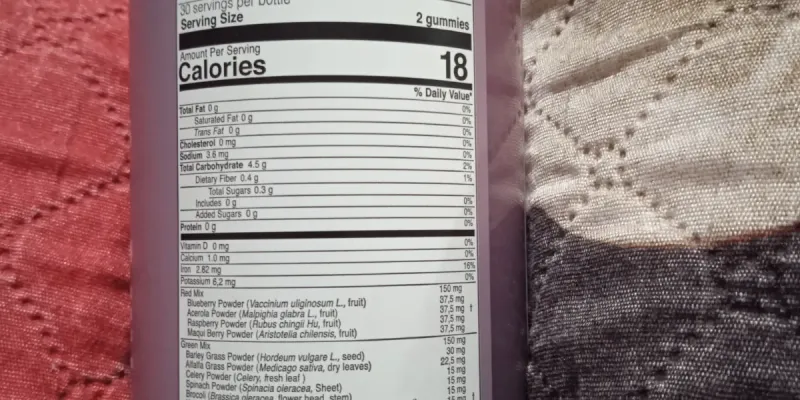 30 servings per bottle
Serving Size 2 gummies
Amount Per Serving
Calories 18
% Daily Value*
Total Fat 0 g 0%
Saturated Fat 0 g 0%
Trans Fat 0 g 0%
Cholesterol 0 mg 0%
Sodium 3.6 mg 0%
Total Carbohydrate 4.5 g 2%
Dietary Fiber 0.4 g 1%
Total Sugars 0.3 g
Includes 0 g 0%
Added Sugars 0 g 0%
Protein 0 g 0%
Vitamin D 0 mg 0%
Calcium 1.0 mg 0%
Iron 2.82 mg 16%
Potassium 6,2 mg 0%
Red Mix 150 mg
Blueberry Powder (Vaccinium uliginosum L., fruit) 37,5 mg
Acerola Powder (Malpighia glabra L., fruit) 37,5 mg †
Raspberry Powder (Rubus chingii Hu, fruit) 37,5 mg
Maqui Berry Powder (Aristotelia chilensis, fruit) 37,5 mg
Green Mix 150 mg
Barley Grass Powder (Hordeum vulgare L., seed) 30 mg
Alfalfa Grass Powder (Medicago sativa, dry leaves) 22,5 mg
Celery Powder (Celery, fresh leaf ) 15 mg
Spinach Powder (Spinacia oleracea, Sheet) 15 mg
Brocoli (Brassica oleracea, flower head, stem) 15 mg †